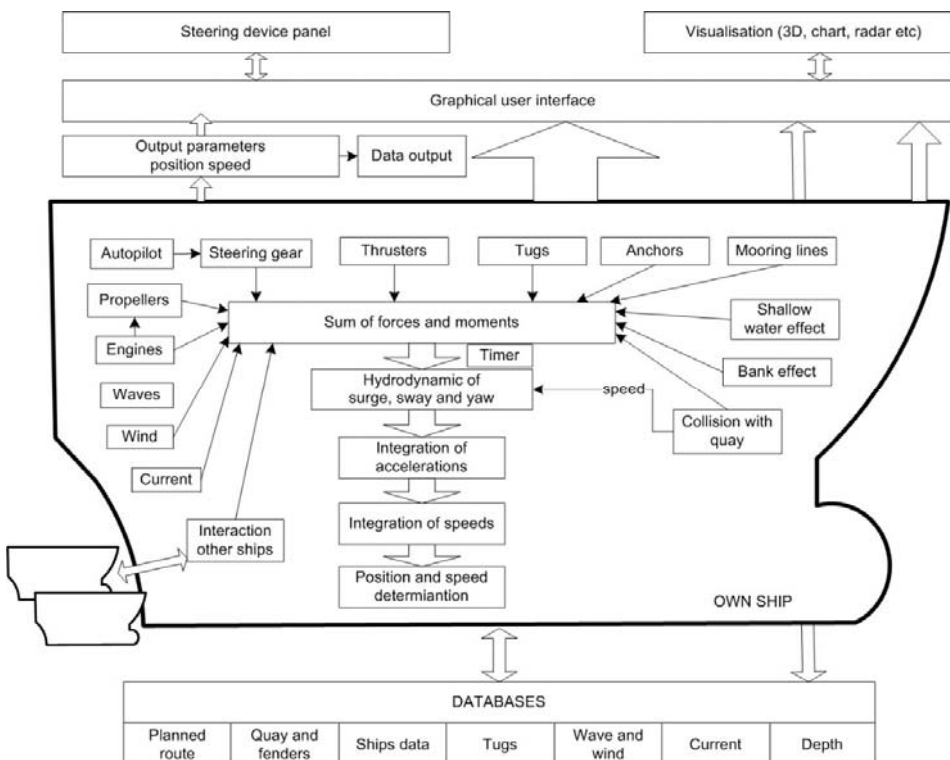 Steering device panel
Visualisation (3D, chart, radar etc)
Graphical user interface
Output parameters
position speed
Data output
Autopilot
Steering gear
Thrusters
Tugs
Anchors
Mooring lines
Propellers
Sum of forces and moments
Shallow
water effect
Engines
Timer
Bank effect
Hydrodynamic of
surge, sway and yaw
speed
Waves
Collision with
quay
Wind
Integration of
accelerations
Current
Integration of speeds
Interaction
other ships
Position and speed
determiantion
OWN SHIP
DATABASES
Planned
route
Quay and
fenders
Ships data
Tugs
Wave and
wind
Current
Depth